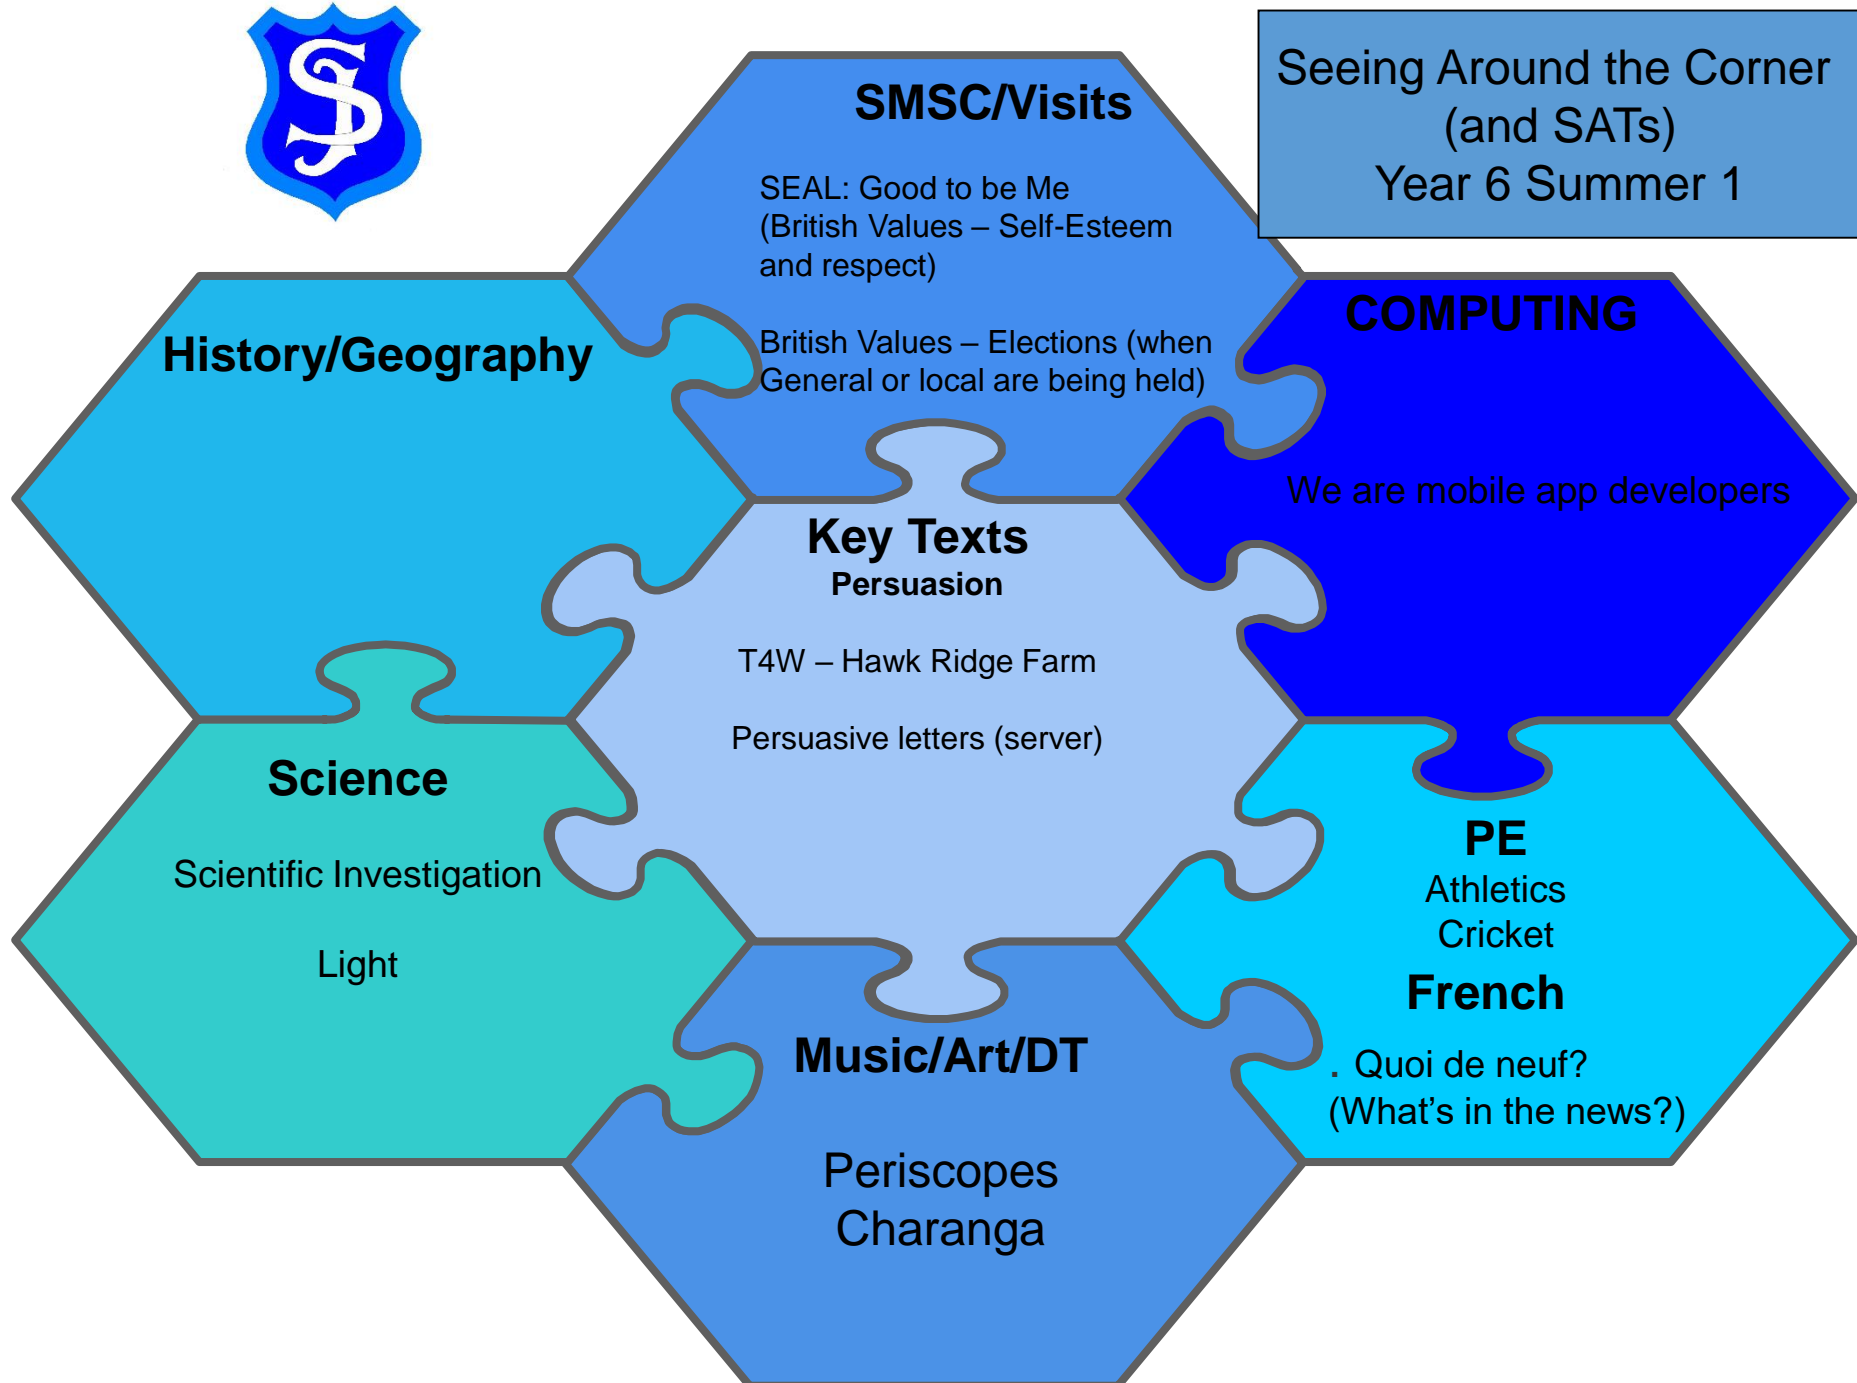 SJ
Seeing Around the Corner
(and SATs)
Year 6 Summer 1
SMSC/Visits
SEAL: Good to be Me
(British Values – Self-Esteem
and respect)
British Values – Elections (when
General or local are being held)
History/Geography
COMPUTING
We are mobile app developers
Key Texts
Persuasion
T4W – Hawk Ridge Farm
Persuasive letters (server)
Science
Scientific Investigation
Light
PE
Athletics
Cricket
French
. Quoi de neuf?
(What’s in the news?)
Music/Art/DT
Periscopes
Charanga